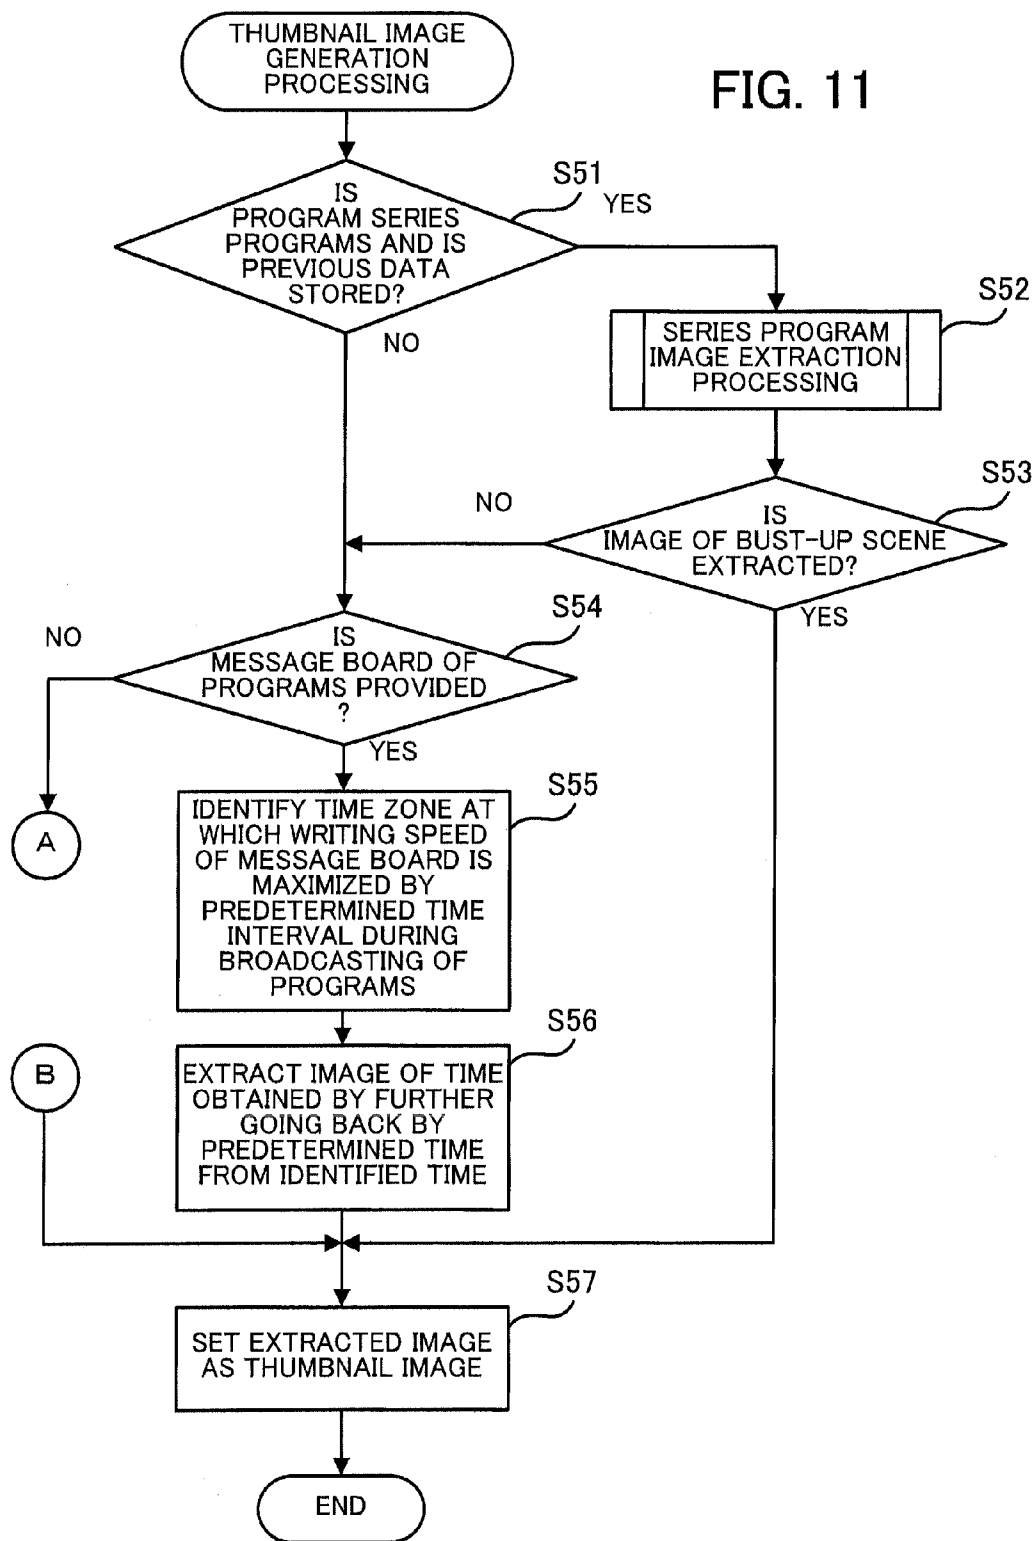 THUMBNAIL IMAGE
GENERATION
PROCESSING
FIG. 11
S51
IS
PROGRAM SERIES
PROGRAMS AND IS
PREVIOUS DATA
STORED?
YES
NO
S52
SERIES PROGRAM
IMAGE EXTRACTION
PROCESSING
S53
IS
IMAGE OF BUST-UP SCENE
EXTRACTED?
NO
YES
S54
IS
MESSAGE BOARD OF
PROGRAMS PROVIDED
?
NO
YES
A
S55
IDENTIFY TIME ZONE AT
WHICH WRITING SPEED
OF MESSAGE BOARD IS
MAXIMIZED BY
PREDETERMINED TIME
INTERVAL DURING
BROADCASTING OF
PROGRAMS
S56
B
EXTRACT IMAGE OF TIME
OBTAINED BY FURTHER
GOING BACK BY
PREDETERMINED TIME
FROM IDENTIFIED TIME
S57
SET EXTRACTED IMAGE
AS THUMBNAIL IMAGE
END